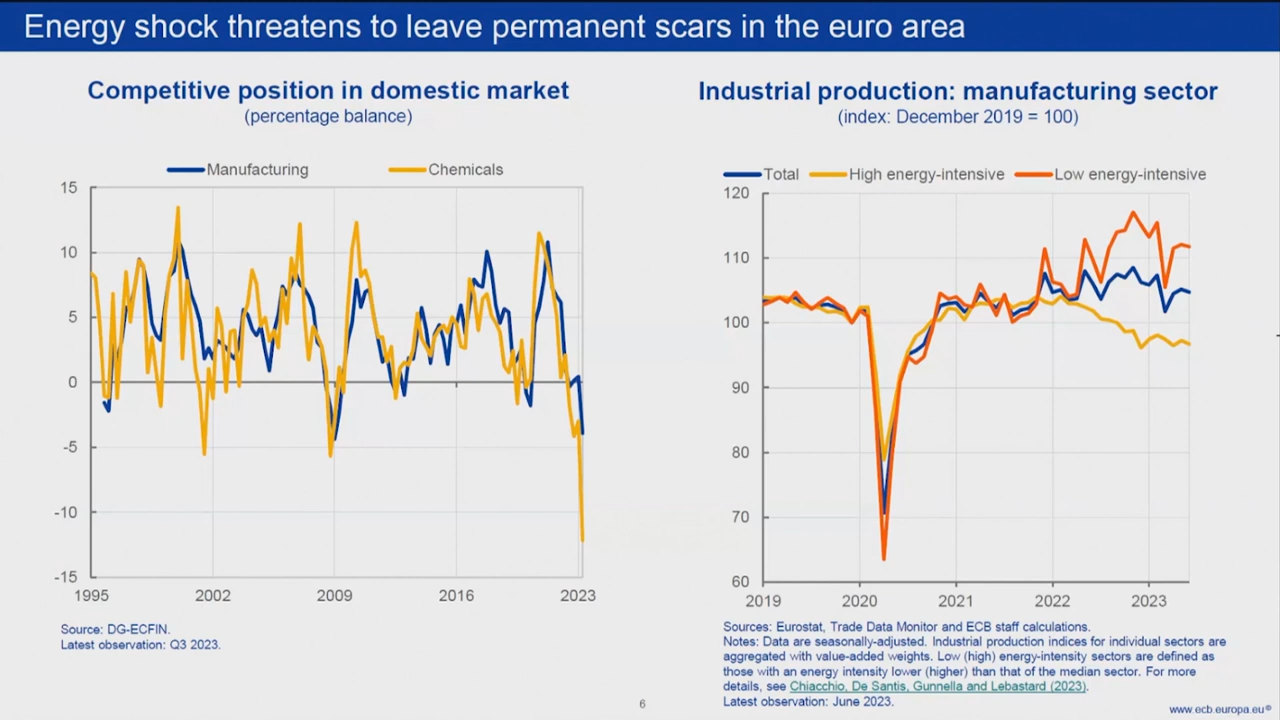 Energy shock threatens to leave permanent scars in the euro area
Competitive position in domestic market
(percentage balance)
Manufacturing Chemicals
15
10
5
0
-5
-10
-15
1995 2002 2009 2016 2023
Source: DG-ECFIN.
Latest observation: Q3 2023.
Industrial production: manufacturing sector
(index: December 2019 = 100)
Total High energy-intensive Low energy-intensive
120
110
100
90
80
70
60
2019 2020 2021 2022 2023
Sources: Eurostat, Trade Data Monitor and ECB staff calculations.
Notes: Data are seasonally-adjusted. Industrial production indices for individual sectors are
aggregated with value-added weights. Low (high) energy-intensity sectors are defined as
those with an energy intensity lower (higher) than that of the median sector. For more
details, see Chiacchio, De Santis, Gunnella and Lebastard (2023).
Latest observation: June 2023.
6
www.ecb.europa.eu®